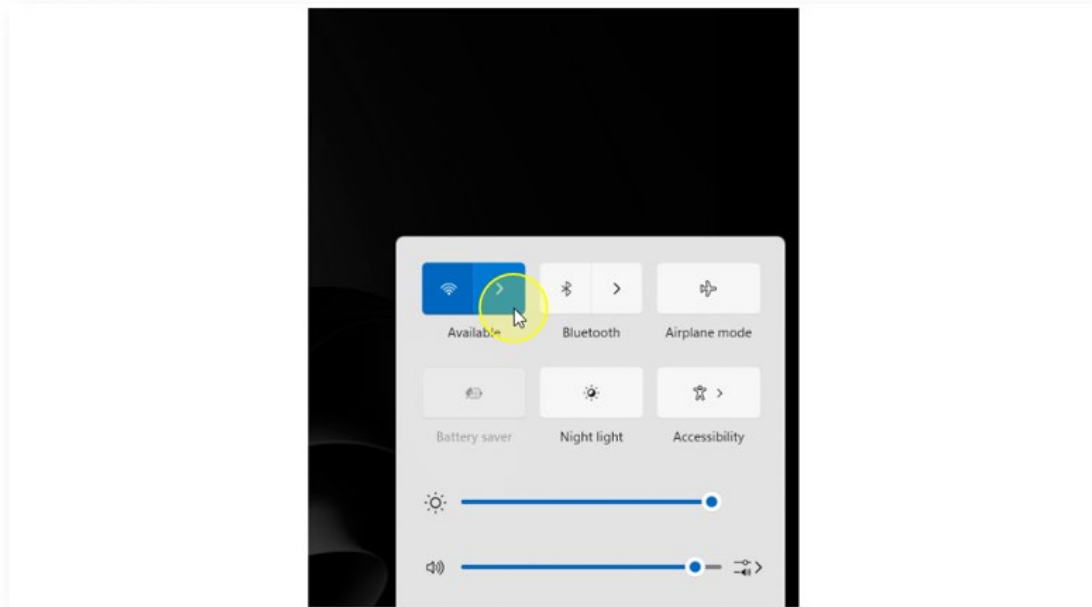 Available
Bluetooth
Airplane mode
Battery saver
Night light
Accessibility